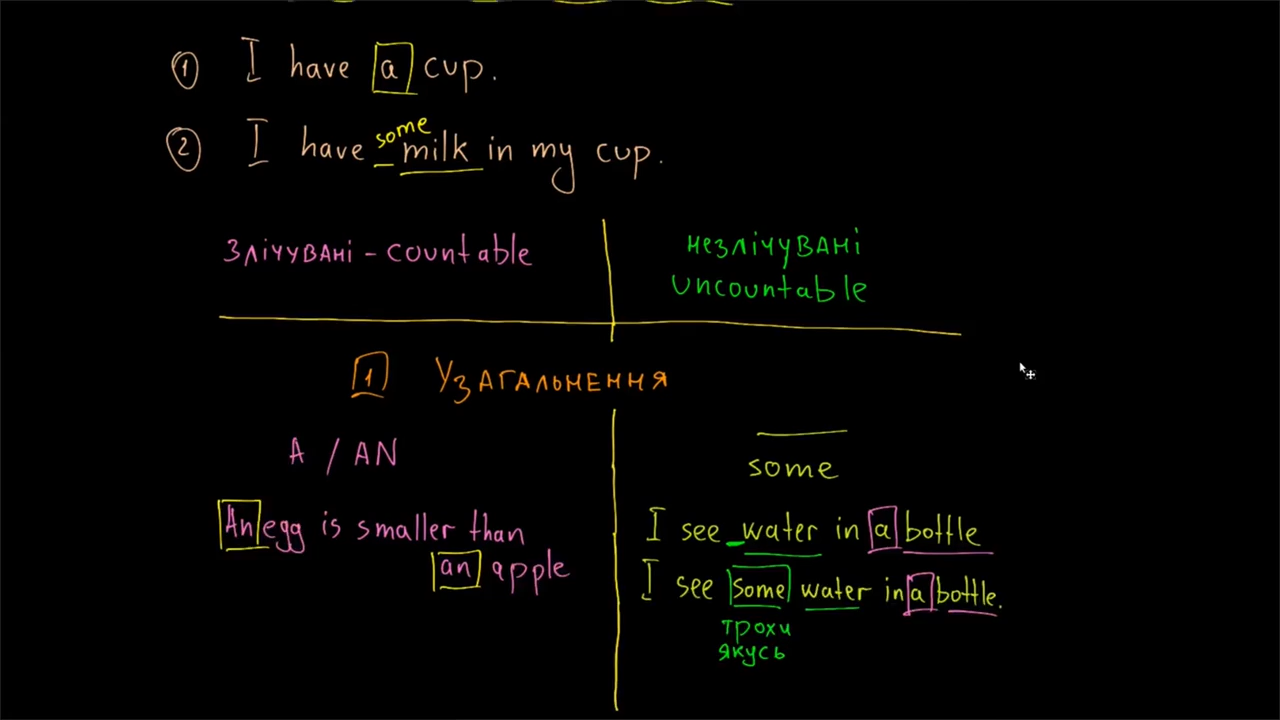 1 I have a cup.
some
2 I have _ milk in my cup.
Злічувані - countable
незлічувані
uncountable
1 Узагальнення
A / AN
An egg is smaller than
an apple
some
I see _ water in a bottle
I see some water in a bottle.
трохи
якусь